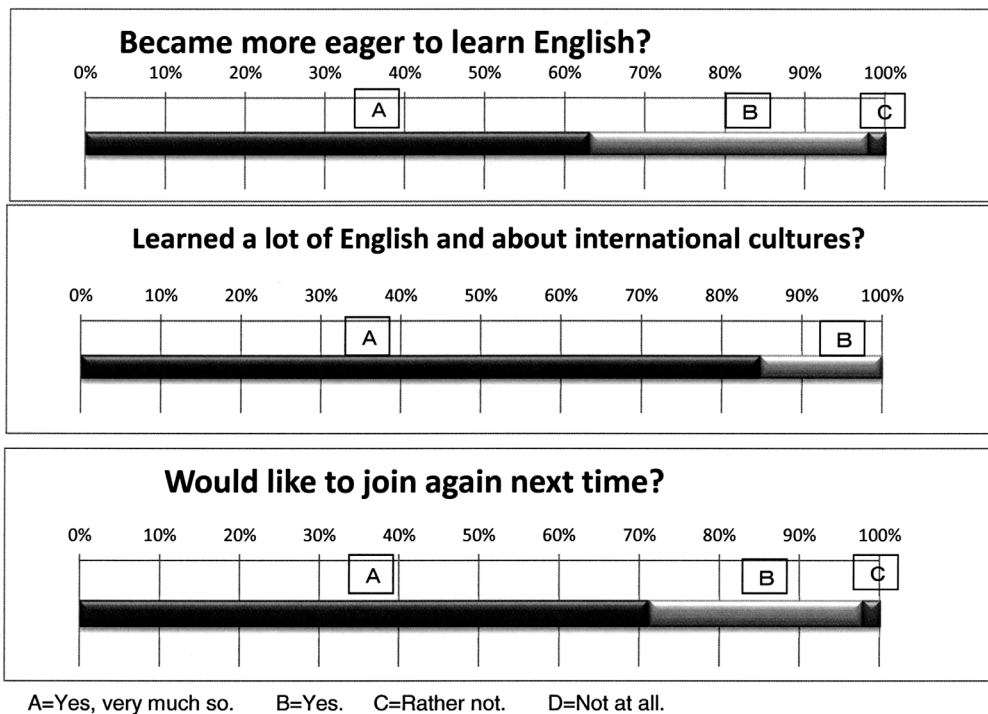 Became more eager to learn English?
0% 10% 20% 30% 40% 50% 60% 70% 80% 90% 100%
A B C
Learned a lot of English and about international cultures?
0% 10% 20% 30% 40% 50% 60% 70% 80% 90% 100%
A B
Would like to join again next time?
0% 10% 20% 30% 40% 50% 60% 70% 80% 90% 100%
A B C
A=Yes, very much so. B=Yes. C=Rather not. D=Not at all.